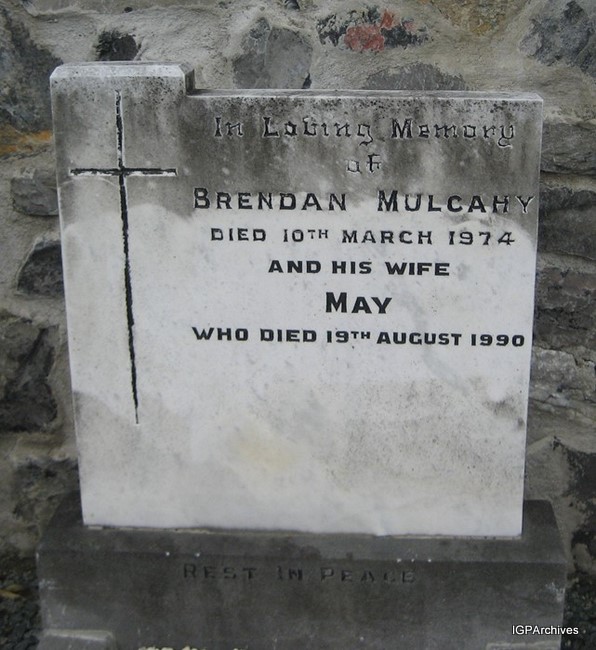 In Loving Memory
of
BRENDAN MULCAHY
DIED 10TH MARCH 1974
AND HIS WIFE
MAY
WHO DIED 19TH AUGUST 1990
REST IN PEACE
IGPArchives